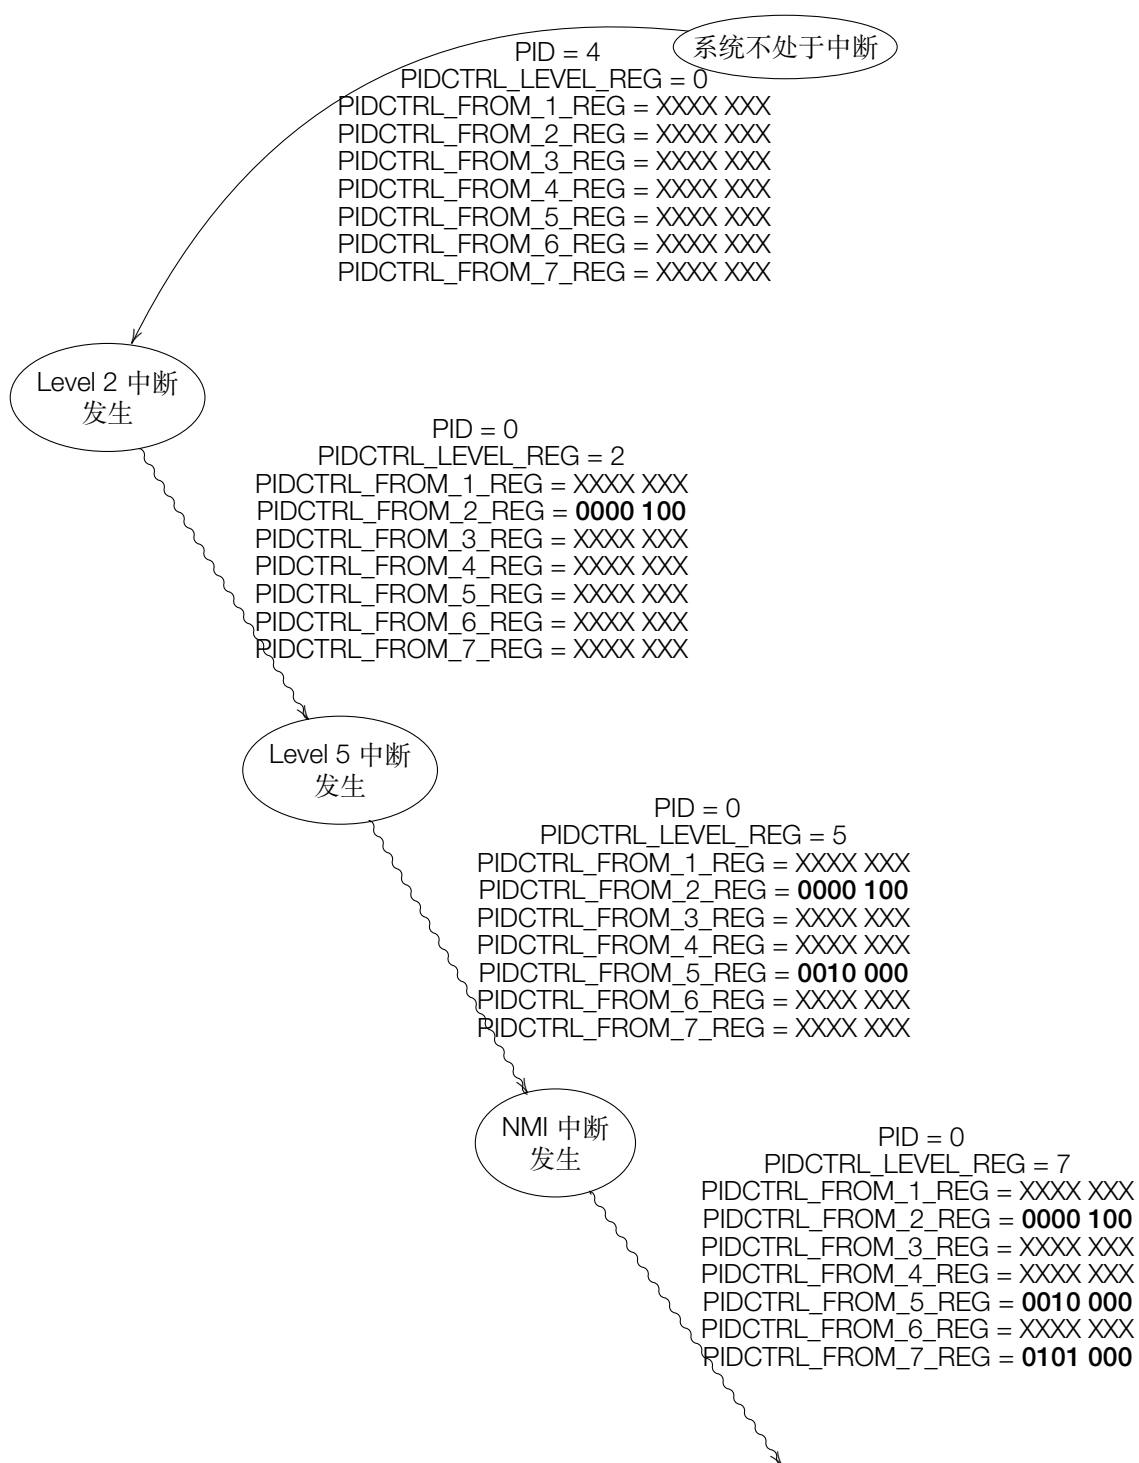 系统不处于中断
PID = 4
PIDCTRL_LEVEL_REG = 0
PIDCTRL_FROM_1_REG = XXXX XXX
PIDCTRL_FROM_2_REG = XXXX XXX
PIDCTRL_FROM_3_REG = XXXX XXX
PIDCTRL_FROM_4_REG = XXXX XXX
PIDCTRL_FROM_5_REG = XXXX XXX
PIDCTRL_FROM_6_REG = XXXX XXX
PIDCTRL_FROM_7_REG = XXXX XXX
Level 2 中断
发生
PID = 0
PIDCTRL_LEVEL_REG = 2
PIDCTRL_FROM_1_REG = XXXX XXX
PIDCTRL_FROM_2_REG = 0000 100
PIDCTRL_FROM_3_REG = XXXX XXX
PIDCTRL_FROM_4_REG = XXXX XXX
PIDCTRL_FROM_5_REG = XXXX XXX
PIDCTRL_FROM_6_REG = XXXX XXX
PIDCTRL_FROM_7_REG = XXXX XXX
Level 5 中断
发生
PID = 0
PIDCTRL_LEVEL_REG = 5
PIDCTRL_FROM_1_REG = XXXX XXX
PIDCTRL_FROM_2_REG = 0000 100
PIDCTRL_FROM_3_REG = XXXX XXX
PIDCTRL_FROM_4_REG = XXXX XXX
PIDCTRL_FROM_5_REG = 0010 000
PIDCTRL_FROM_6_REG = XXXX XXX
PIDCTRL_FROM_7_REG = XXXX XXX
NMI 中断
发生
PID = 0
PIDCTRL_LEVEL_REG = 7
PIDCTRL_FROM_1_REG = XXXX XXX
PIDCTRL_FROM_2_REG = 0000 100
PIDCTRL_FROM_3_REG = XXXX XXX
PIDCTRL_FROM_4_REG = XXXX XXX
PIDCTRL_FROM_5_REG = 0010 000
PIDCTRL_FROM_6_REG = XXXX XXX
PIDCTRL_FROM_7_REG = 0101 000